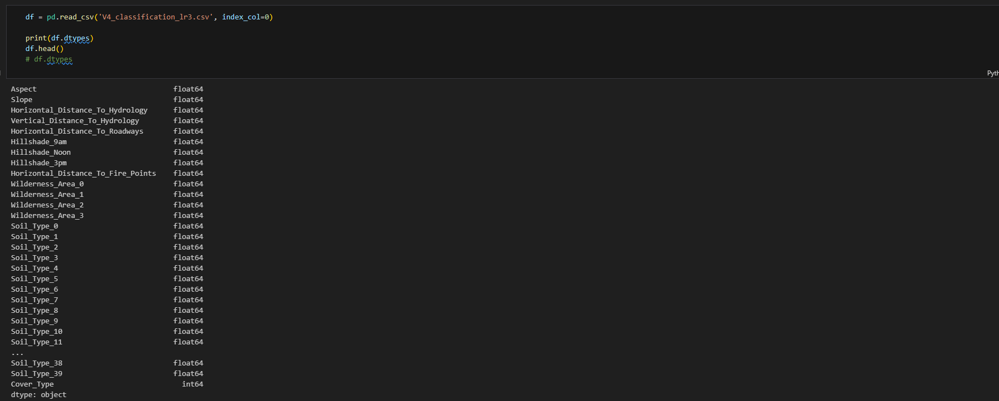 df = pd.read_csv('V4_classification_lr3.csv', index_col=0)
print(df.dtypes)
df.head()
# df.dtypes
Pyth
Aspect float64
Slope float64
Horizontal_Distance_To_Hydrology float64
Vertical_Distance_To_Hydrology float64
Horizontal_Distance_To_Roadways float64
Hillshade_9am float64
Hillshade_Noon float64
Hillshade_3pm float64
Horizontal_Distance_To_Fire_Points float64
Wilderness_Area_0 float64
Wilderness_Area_1 float64
Wilderness_Area_2 float64
Wilderness_Area_3 float64
Soil_Type_0 float64
Soil_Type_1 float64
Soil_Type_2 float64
Soil_Type_3 float64
Soil_Type_4 float64
Soil_Type_5 float64
Soil_Type_6 float64
Soil_Type_7 float64
Soil_Type_8 float64
Soil_Type_9 float64
Soil_Type_10 float64
Soil_Type_11 float64
...
Soil_Type_38 float64
Soil_Type_39 float64
Cover_Type int64
dtype: object